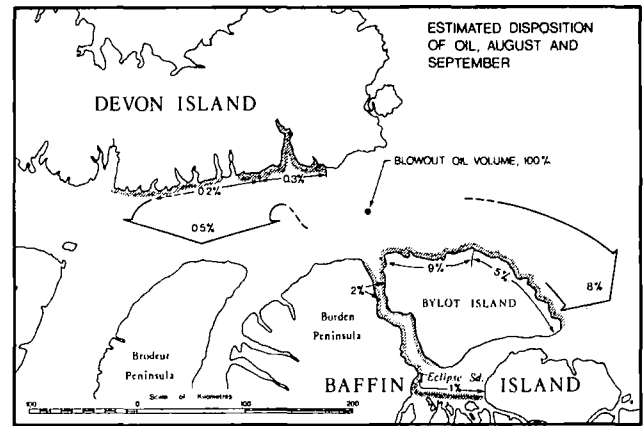 ESTIMATED DISPOSITION
OF OIL, AUGUST AND
SEPTEMBER
DEVON ISLAND
BLOWOUT OIL VOLUME, 100%
0.2%
0.3%
0.5%
9%
5%
8%
2%
BYLOT ISLAND
Borden
Peninsula
Brodeur
Peninsula
Eclipse Sd.
1%
BAFFIN ISLAND
Scale of Kilometres
100 0 100 200